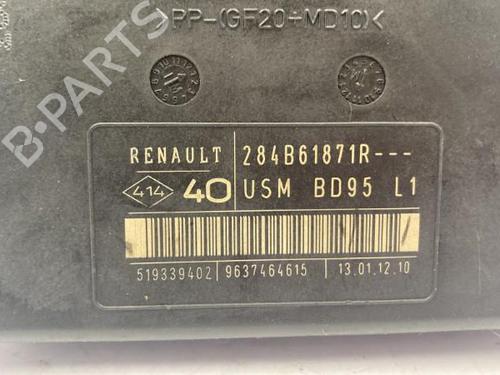 >PP-(GF20+MD10)<
RENAULT 284B61871R---
414 40 USM BD95 L1
519339402 9637464615 13.01.12.10
B-PARTS